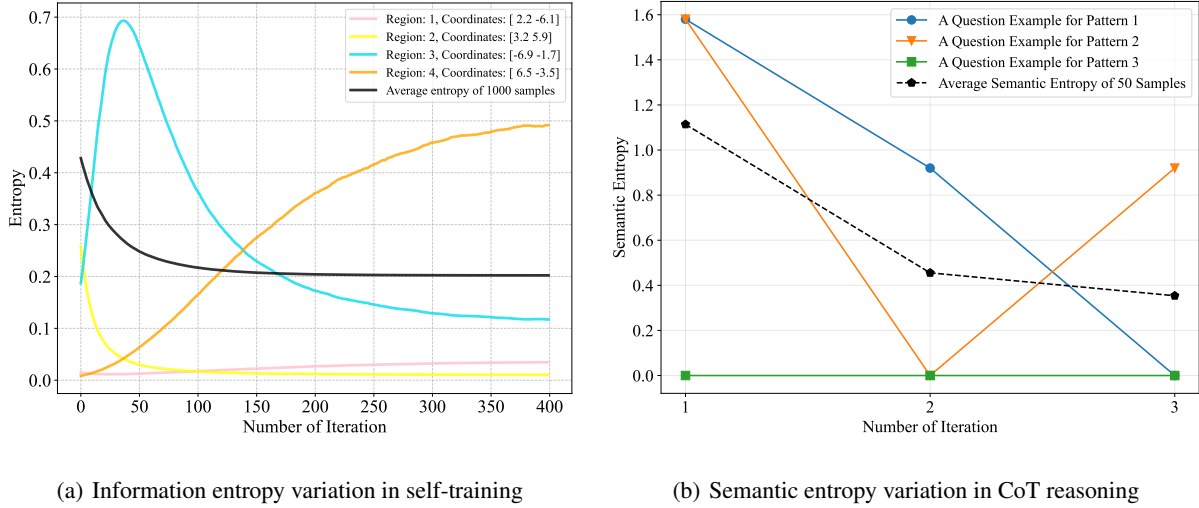 0.7
0.6
0.5
0.4
0.3
0.2
0.1
0.0
Entropy
0 50 100 150 200 250 300 350 400
Number of Iteration
Region: 1, Coordinates: [ 2.2 -6.1]
Region: 2, Coordinates: [3.2 5.9]
Region: 3, Coordinates: [-6.9 -1.7]
Region: 4, Coordinates: [ 6.5 -3.5]
Average entropy of 1000 samples
(a) Information entropy variation in self-training
1.6
1.4
1.2
1.0
0.8
0.6
0.4
0.2
0.0
Semantic Entropy
1 2 3
Number of Iteration
A Question Example for Pattern 1
A Question Example for Pattern 2
A Question Example for Pattern 3
Average Semantic Entropy of 50 Samples
(b) Semantic entropy variation in CoT reasoning